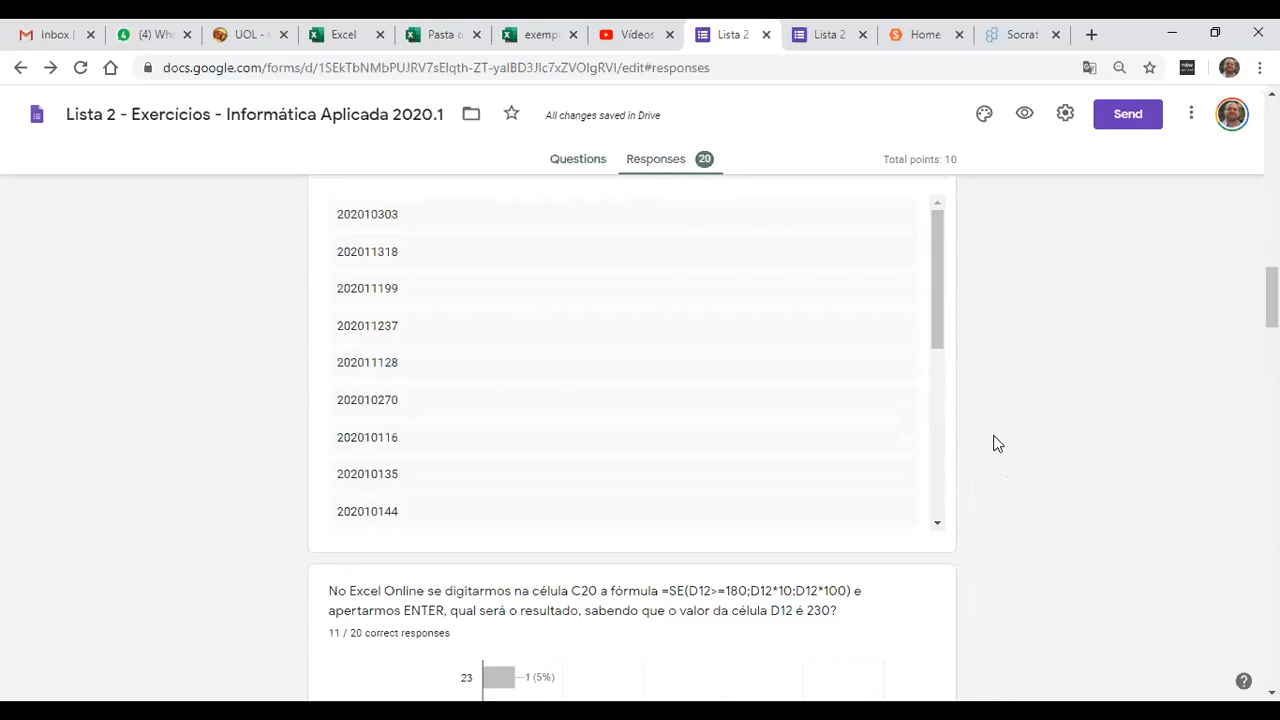 Inbox (
(4) Wha
UOL - 
Excel
Pasta c
exemp
Vídeos
Lista 2
Lista 2
Home
Socrat
docs.google.com/forms/d/1SEkTbNMbPUJRV7sElqth-ZT-yaIBD3Jlc7xZVOIgRVI/edit#responses
Lista 2 - Exercícios - Informática Aplicada 2020.1
All changes saved in Drive
Send
Questions
Responses 20
Total points: 10
202010303
202011318
202011199
202011237
202011128
202010270
202010116
202010135
202010144
No Excel Online se digitarmos na célula C20 a fórmula =SE(D12>=180;D12*10:D12*100) e
apertarmos ENTER, qual será o resultado, sabendo que o valor da célula D12 é 230?
11 / 20 correct responses
23
1 (5%)